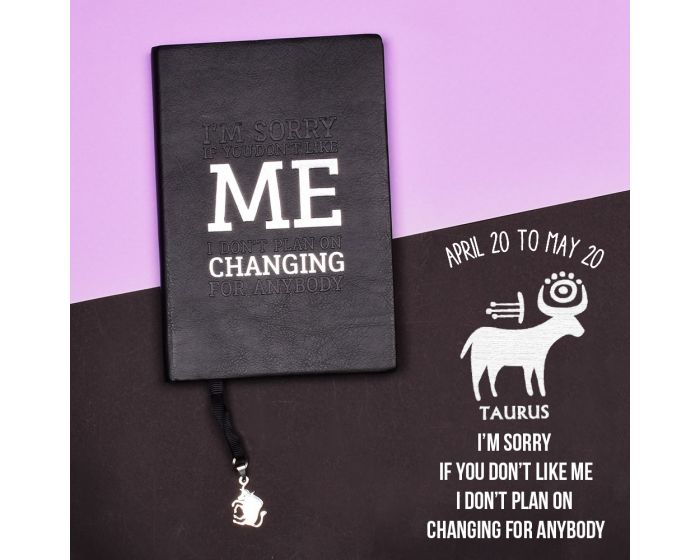 I'M SORRY
IF YOU DON'T LIKE
ME
I DON'T PLAN ON
CHANGING
FOR ANYBODY
APRIL 20 TO MAY 20
TAURUS
I'M SORRY
IF YOU DON'T LIKE ME
I DON'T PLAN ON
CHANGING FOR ANYBODY